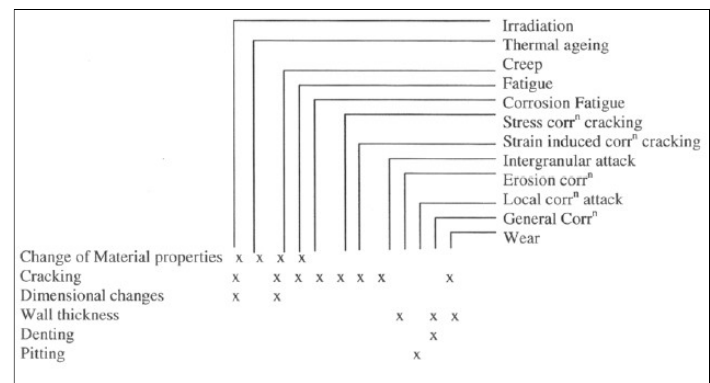 Irradiation
Thermal ageing
Creep
Fatigue
Corrosion Fatigue
Stress corrⁿ cracking
Strain induced corrⁿ cracking
Intergranular attack
Erosion corrⁿ
Local corrⁿ attack
General Corrⁿ
Wear
Change of Material properties x x x x
Cracking x x x x x x x x
Dimensional changes x x
Wall thickness x x x
Denting x
Pitting x